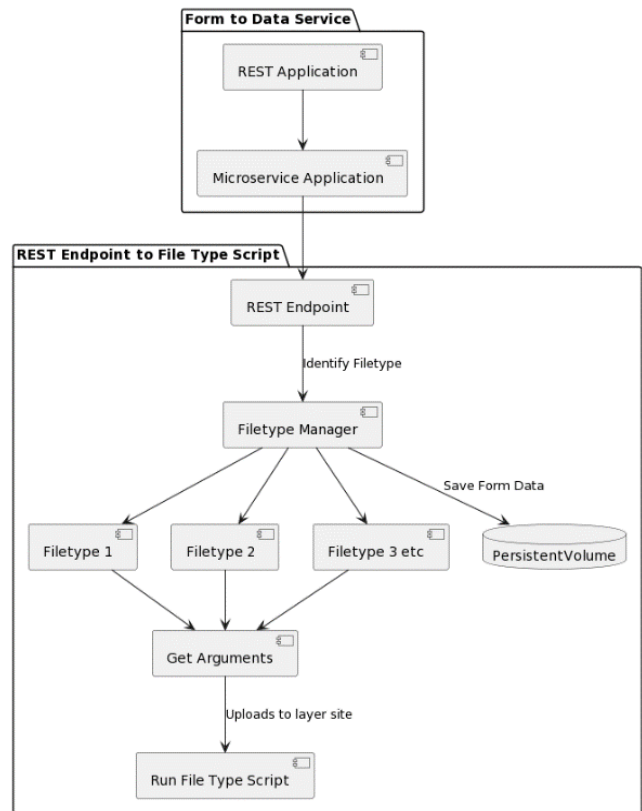 Form to Data Service
REST Application
Microservice Application
REST Endpoint to File Type Script
REST Endpoint
Identify Filetype
Filetype Manager
Save Form Data
Filetype 1
Filetype 2
Filetype 3 etc
PersistentVolume
Get Arguments
Uploads to layer site
Run File Type Script